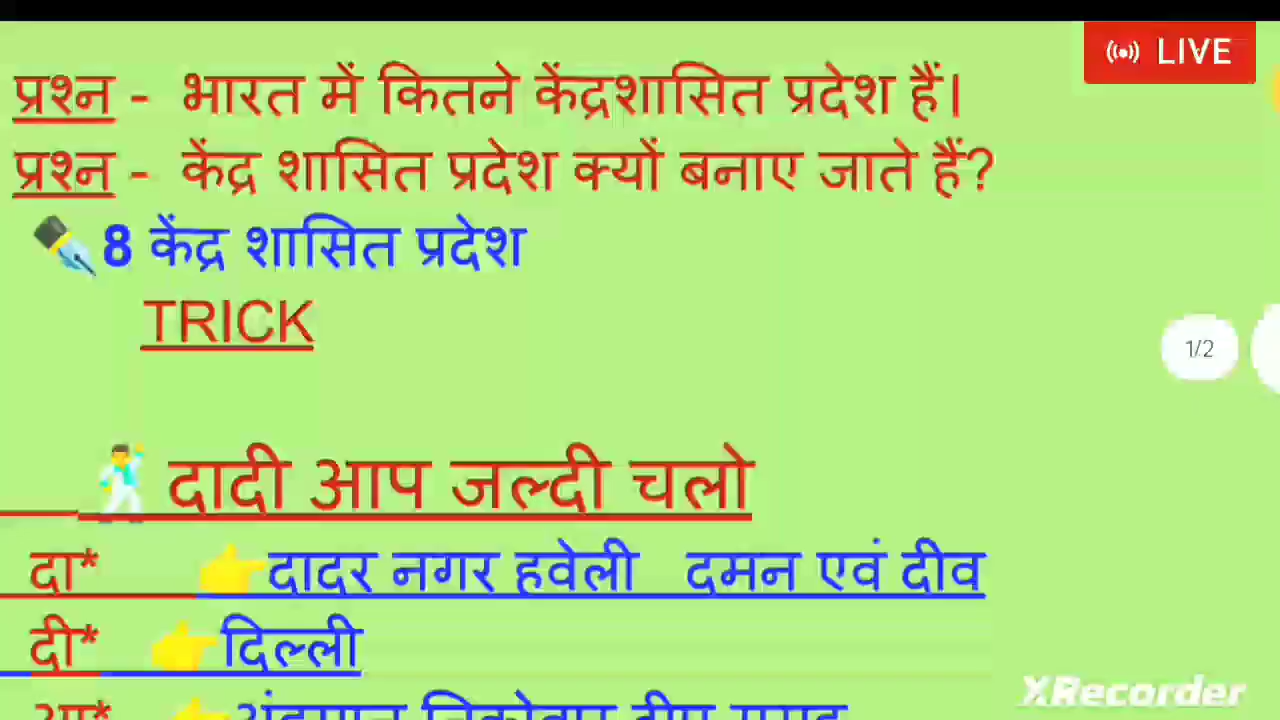 LIVE
प्रश्न - भारत में कितने केंद्रशासित प्रदेश हैं।
प्रश्न - केंद्र शासित प्रदेश क्यों बनाए जाते हैं?
8 केंद्र शासित प्रदेश
TRICK
1/2
दादी आप जल्दी चलो
दा* दादर नगर हवेली दमन एवं दीव
दी* दिल्ली
आ*
XRecorder